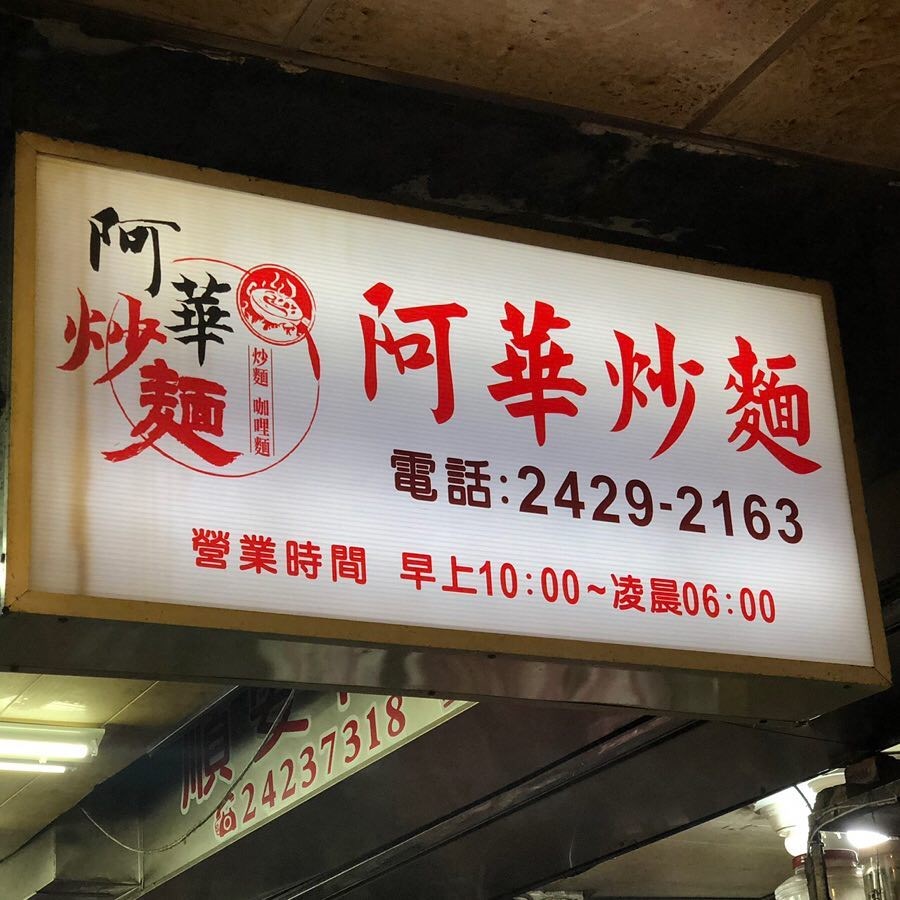 阿華
炒麵
炒麵 咖哩麵
阿華炒麵
電話:2429-2163
營業時間 早上10:00~凌晨06:00
順安
24237318